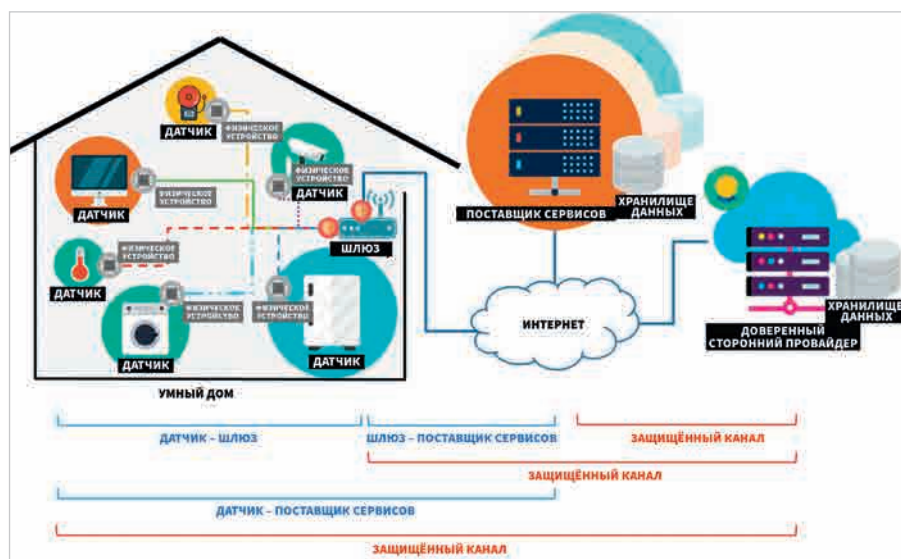 ДАТЧИК
ФИЗИЧЕСКОЕ
УСТРОЙСТВО
ФИЗИЧЕСКОЕ
УСТРОЙСТВО
ДАТЧИК
ДАТЧИК
ФИЗИЧЕСКОЕ
УСТРОЙСТВО
ШЛЮЗ
ФИЗИЧЕСКОЕ
УСТРОЙСТВО
ДАТЧИК
ФИЗИЧЕСКОЕ
УСТРОЙСТВО
ФИЗИЧЕСКОЕ
УСТРОЙСТВО
ДАТЧИК
ДАТЧИК
УМНЫЙ ДОМ
ПОСТАВЩИК СЕРВИСОВ
ХРАНИЛИЩЕ
ДАННЫХ
ИНТЕРНЕТ
ХРАНИЛИЩЕ
ДАННЫХ
ДОВЕРЕННЫЙ
СТОРОННИЙ ПРОВАЙДЕР
ДАТЧИК – ШЛЮЗ
ШЛЮЗ – ПОСТАВЩИК СЕРВИСОВ
ЗАЩИЩЁННЫЙ КАНАЛ
ЗАЩИЩЁННЫЙ КАНАЛ
ДАТЧИК – ПОСТАВЩИК СЕРВИСОВ
ЗАЩИЩЁННЫЙ КАНАЛ